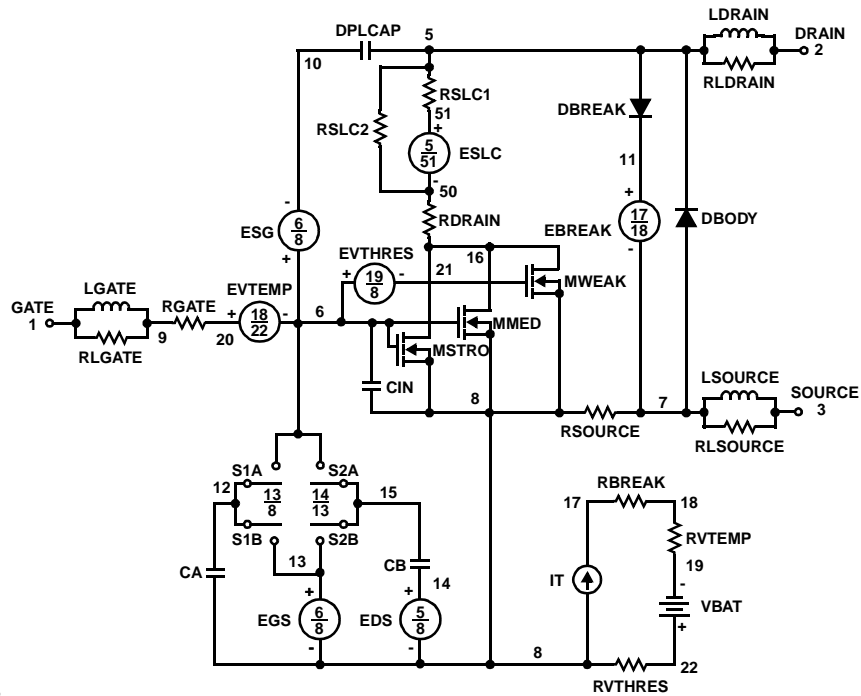 LDRAIN
DPLCAP 5 DRAIN
10 2
RLDRAIN
RSLC1
DBREAK
RSLC2 51
+
5
51
ESLC
11
-
50
- +
RDRAIN
6
8
ESG
17
18
EBREAK
DBODY
+
EVTHRES
16
-
+ 19
8
- 21
MWEAK
LGATE
EVTEMP
GATE
1
RGATE
+ 18
22
- 6
MMED
9 20
RLGATE
MSTRO
CIN
LSOURCE
8 7
SOURCE
3
RSOURCE
RLSOURCE
S1A S2A
12 13
8
14
13
15
RBREAK
17 18
S1B S2B
RVTEMP
13
CB
19
CA
IT
14
-
+ +
VBAT
EGS 6
8
EDS 5
8
+
- -
8 22
RVTHRES